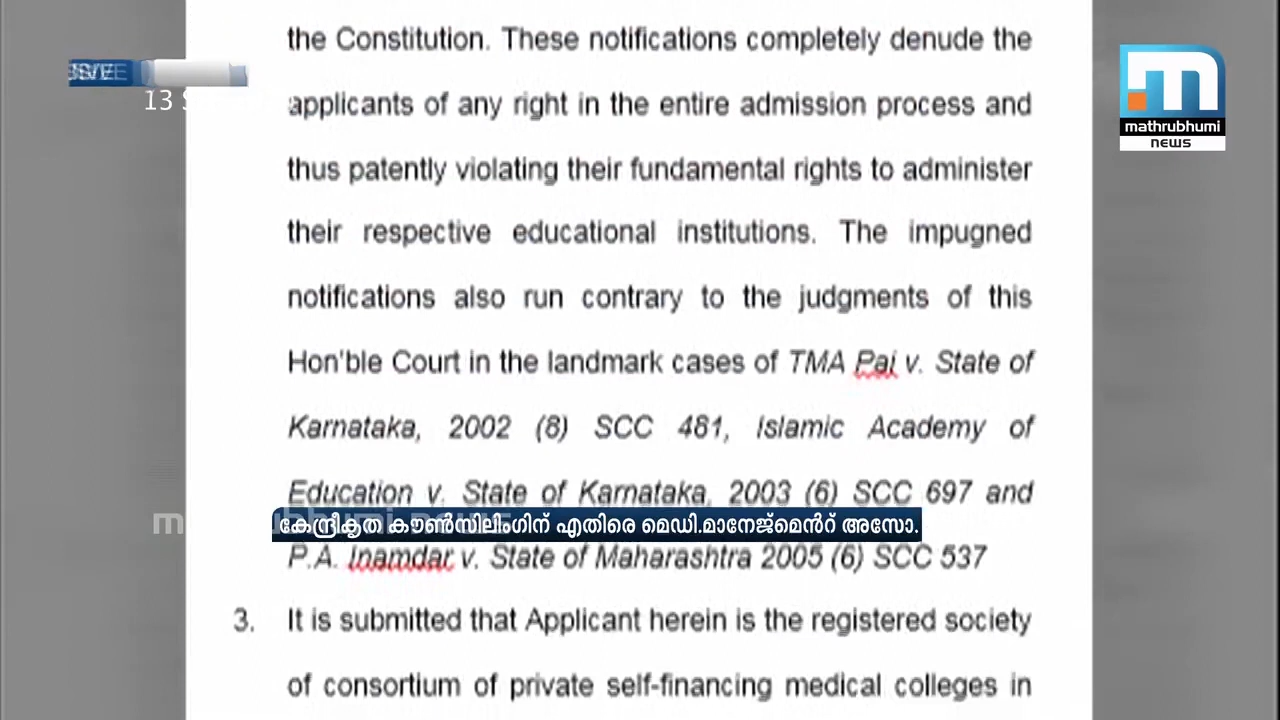 the Constitution. These notifications completely denude the
applicants of any right in the entire admission process and
thus patently violating their fundamental rights to administer
their respective educational institutions. The impugned
notifications also run contrary to the judgments of this
Hon'ble Court in the landmark cases of TMA Pai v. State of
Karnataka, 2002 (8) SCC 481, Islamic Academy of
Education v. State of Karnataka, 2003 (6) SCC 697 and
കേന്ദ്രീകൃത കൗൺസിലിംഗിന് എതിരെ മെഡി.മാനേജ്മെൻറ് അസോ.
P.A. Inamdar v. State of Maharashtra 2005 (6) SCC 537
3. It is submitted that Applicant herein is the registered society
of consortium of private self-financing medical colleges in
13
mathrubhumi
news